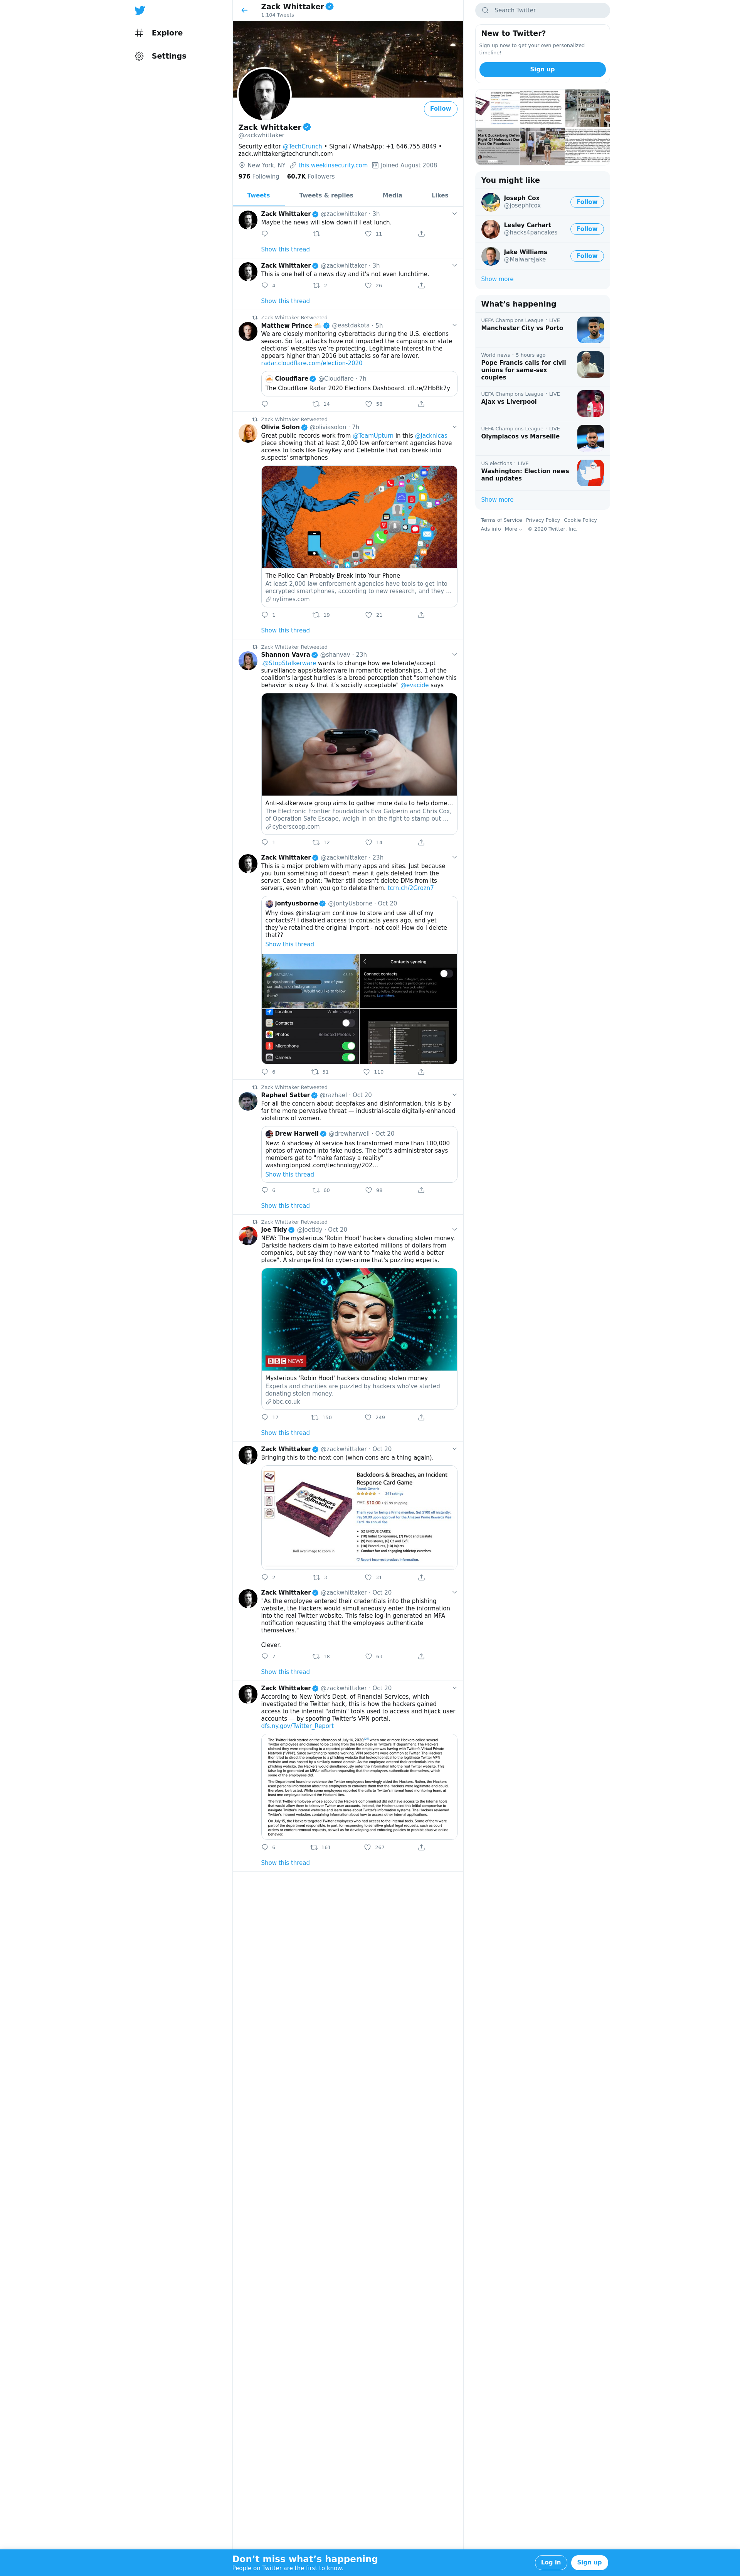 Explore
Settings
Zack Whittaker
1,104 Tweets
Follow
Zack Whittaker
@zackwhittaker
Security editor @TechCrunch • Signal / WhatsApp: +1 646.755.8849 •
zack.whittaker@techcrunch.com
New York, NY this.weekinsecurity.com Joined August 2008
976 Following 60.7K Followers
Tweets Tweets & replies Media Likes
Zack Whittaker @zackwhittaker · 3h
Maybe the news will slow down if I eat lunch.
11
Show this thread
Zack Whittaker @zackwhittaker · 3h
This is one hell of a news day and it's not even lunchtime.
4 2 26
Show this thread
Zack Whittaker Retweeted
Matthew Prince @eastdakota · 5h
We are closely monitoring cyberattacks during the U.S. elections
season. So far, attacks have not impacted the campaigns or state
elections' websites we're protecting. Legitimate interest in the
appears higher than 2016 but attacks so far are lower.
radar.cloudflare.com/election-2020
Cloudflare @Cloudflare · 7h
The Cloudflare Radar 2020 Elections Dashboard. cfl.re/2HbBk7y
14 58
Zack Whittaker Retweeted
Olivia Solon @oliviasolon · 7h
Great public records work from @TeamUpturn in this @jacknicas
piece showing that at least 2,000 law enforcement agencies have
access to tools like GrayKey and Cellebrite that can break into
suspects' smartphones
The Police Can Probably Break Into Your Phone
At least 2,000 law enforcement agencies have tools to get into
encrypted smartphones, according to new research, and they ...
nytimes.com
1 19 21
Show this thread
Zack Whittaker Retweeted
Shannon Vavra @shanvav · 23h
.@StopStalkerware wants to change how we tolerate/accept
surveillance apps/stalkerware in romantic relationships. 1 of the
coalition's largest hurdles is a broad perception that "somehow this
behavior is okay & that it's socially acceptable" @evacide says
Anti-stalkerware group aims to gather more data to help dome...
The Electronic Frontier Foundation's Eva Galperin and Chris Cox,
of Operation Safe Escape, weigh in on the fight to stamp out ...
cyberscoop.com
1 12 14
Zack Whittaker @zackwhittaker · 23h
This is a major problem with many apps and sites. Just because
you turn something off doesn't mean it gets deleted from the
server. Case in point: Twitter still doesn't delete DMs from its
servers, even when you go to delete them. tcrn.ch/2Grozn7
jontyusborne @JontyUsborne · Oct 20
Why does @instagram continue to store and use all of my
contacts?! I disabled access to contacts years ago, and yet
they've retained the original import - not cool! How do I delete
that??
Show this thread
INSTAGRAM
Would you like to follow
Contacts syncing
Connect contacts
Location While Using
Contacts
Photos Selected Photos
Microphone
Camera
6 51 110
Zack Whittaker Retweeted
Raphael Satter @razhael · Oct 20
For all the concern about deepfakes and disinformation, this is by
far the more pervasive threat — industrial-scale digitally-enhanced
violations of women.
Drew Harwell @drewharwell · Oct 20
New: A shadowy AI service has transformed more than 100,000
photos of women into fake nudes. The bot's administrator says
members get to "make fantasy a reality"
washingtonpost.com/technology/202...
Show this thread
6 60 98
Show this thread
Zack Whittaker Retweeted
Joe Tidy @joetidy · Oct 20
NEW: The mysterious 'Robin Hood' hackers donating stolen money.
Darkside hackers claim to have extorted millions of dollars from
companies, but say they now want to "make the world a better
place". A strange first for cyber-crime that's puzzling experts.
BBC NEWS
Mysterious 'Robin Hood' hackers donating stolen money
Experts and charities are puzzled by hackers who've started
donating stolen money.
bbc.co.uk
17 150 249
Show this thread
Zack Whittaker @zackwhittaker · Oct 20
Bringing this to the next con (when cons are a thing again).
Backdoors & Breaches
Roll over image to zoom in
Backdoors & Breaches, an Incident
Response Card Game
Brand: Generic
Price: $10.00 + $5.99 shipping
52 UNIQUE CARDS:
Conduct fun and engaging tabletop exercises.
Report incorrect product information.
2 3 31
Zack Whittaker @zackwhittaker · Oct 20
"As the employee entered their credentials into the phishing
website, the Hackers would simultaneously enter the information
into the real Twitter website. This false log-in generated an MFA
notification requesting that the employees authenticate
themselves."
Clever.
7 18 63
Show this thread
Zack Whittaker @zackwhittaker · Oct 20
According to New York's Dept. of Financial Services, which
investigated the Twitter hack, this is how the hackers gained
access to the internal "admin" tools used to access and hijack user
accounts — by spoofing Twitter's VPN portal.
dfs.ny.gov/Twitter_Report
6 161 267
Show this thread
Search Twitter
New to Twitter?
Sign up now to get your own personalized
timeline!
Sign up
You might like
Joseph Cox
@josephfcox
Follow
Lesley Carhart
@hacks4pancakes
Follow
Jake Williams
@MalwareJake
Follow
Show more
What's happening
UEFA Champions League · LIVE
Manchester City vs Porto
World news · 5 hours ago
Pope Francis calls for civil
unions for same-sex
couples
UEFA Champions League · LIVE
Ajax vs Liverpool
UEFA Champions League · LIVE
Olympiacos vs Marseille
US elections · LIVE
Washington: Election news
and updates
Show more
Terms of Service Privacy Policy Cookie Policy
Ads info More © 2020 Twitter, Inc.
Don't miss what's happening
People on Twitter are the first to know.
Log in
Sign up